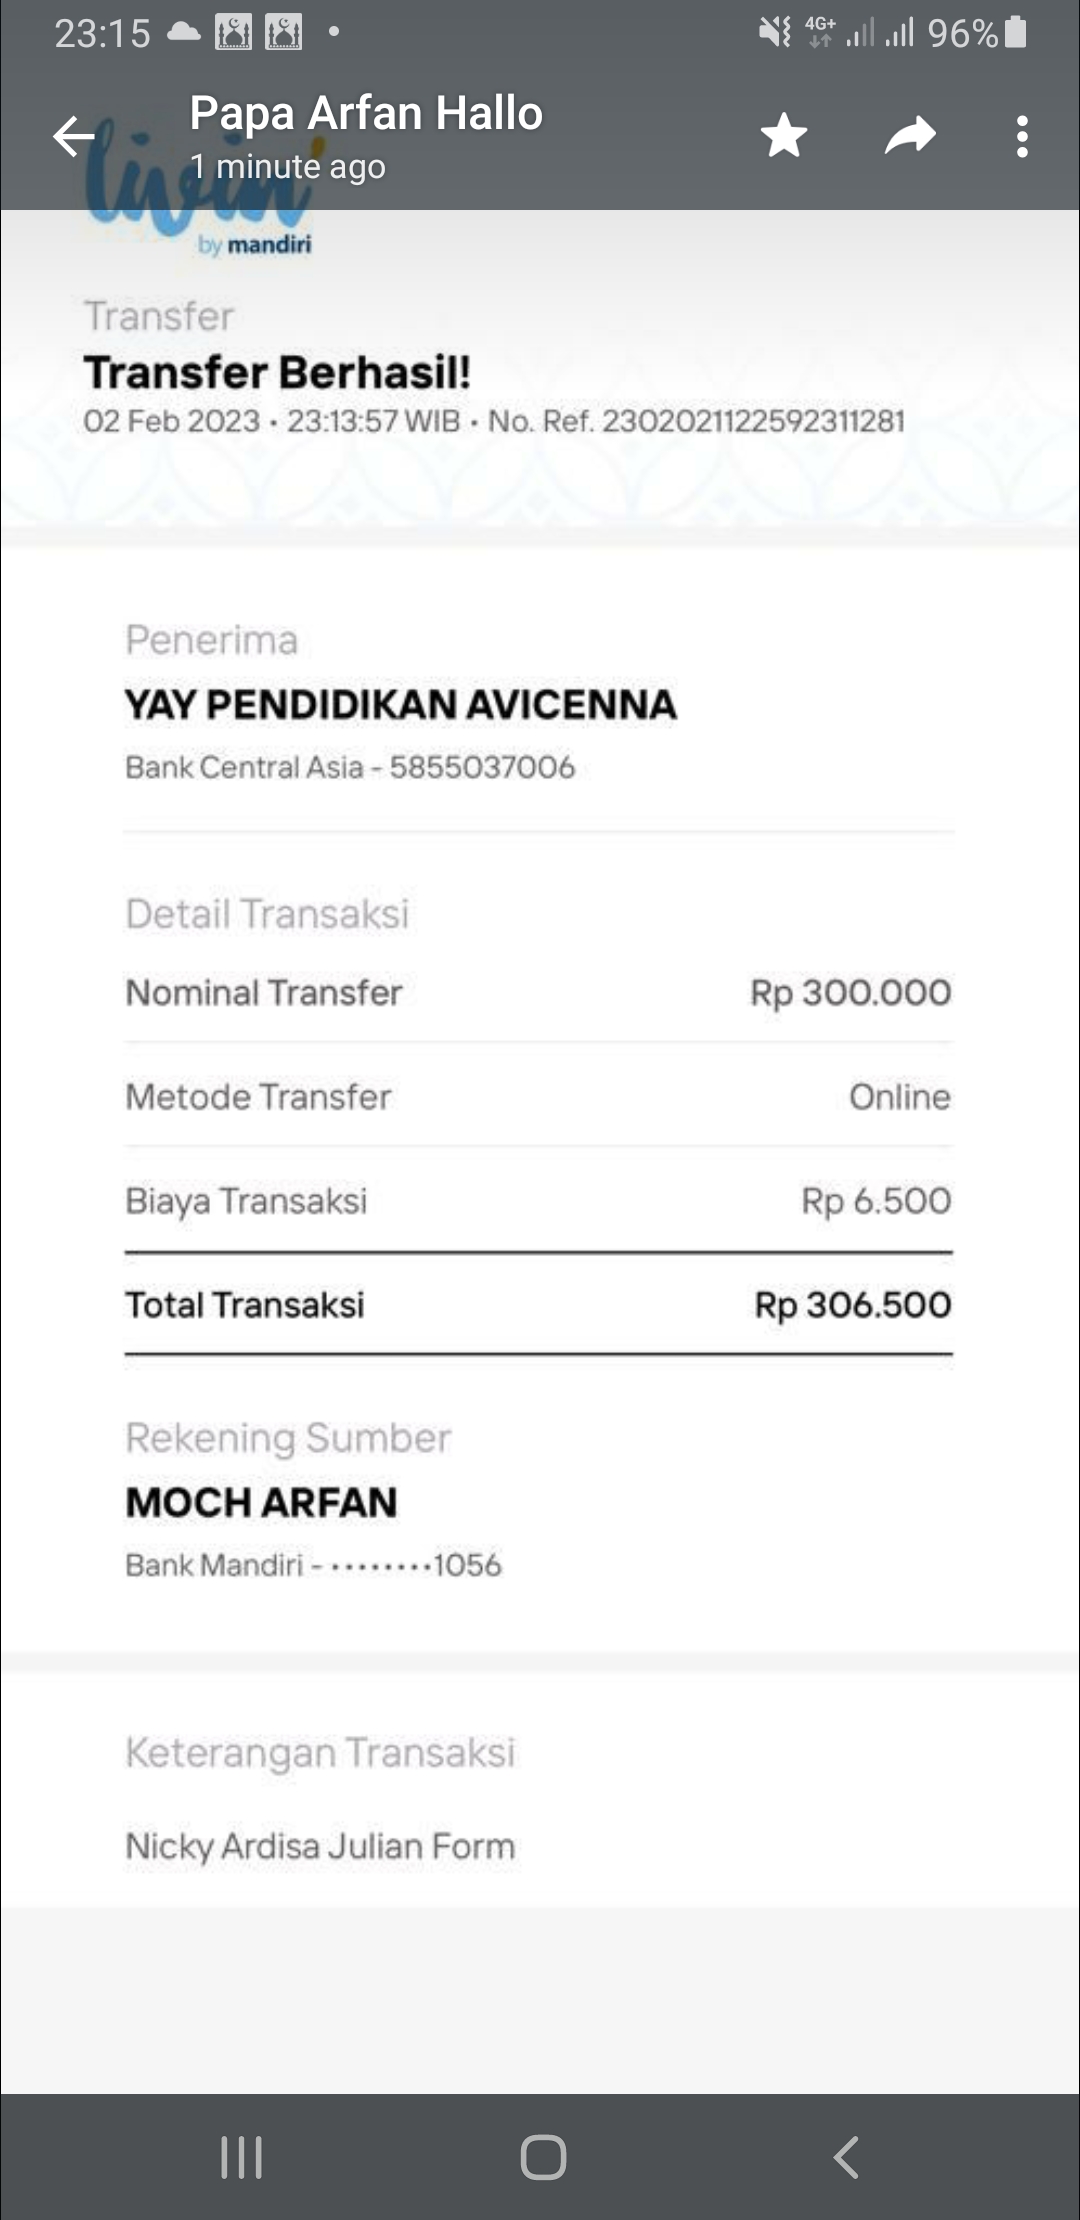 23:15
4G+ 96%
Papa Arfan Hallo
1 minute ago
livin'
by mandiri
Transfer
Transfer Berhasil!
02 Feb 2023 • 23:13:57 WIB • No. Ref. 2302021122592311281
Penerima
YAY PENDIDIKAN AVICENNA
Bank Central Asia - 5855037006
Detail Transaksi
Nominal Transfer Rp 300.000
Metode Transfer Online
Biaya Transaksi Rp 6.500
Total Transaksi Rp 306.500
Rekening Sumber
MOCH ARFAN
Bank Mandiri - ••••••••1056
Keterangan Transaksi
Nicky Ardisa Julian Form